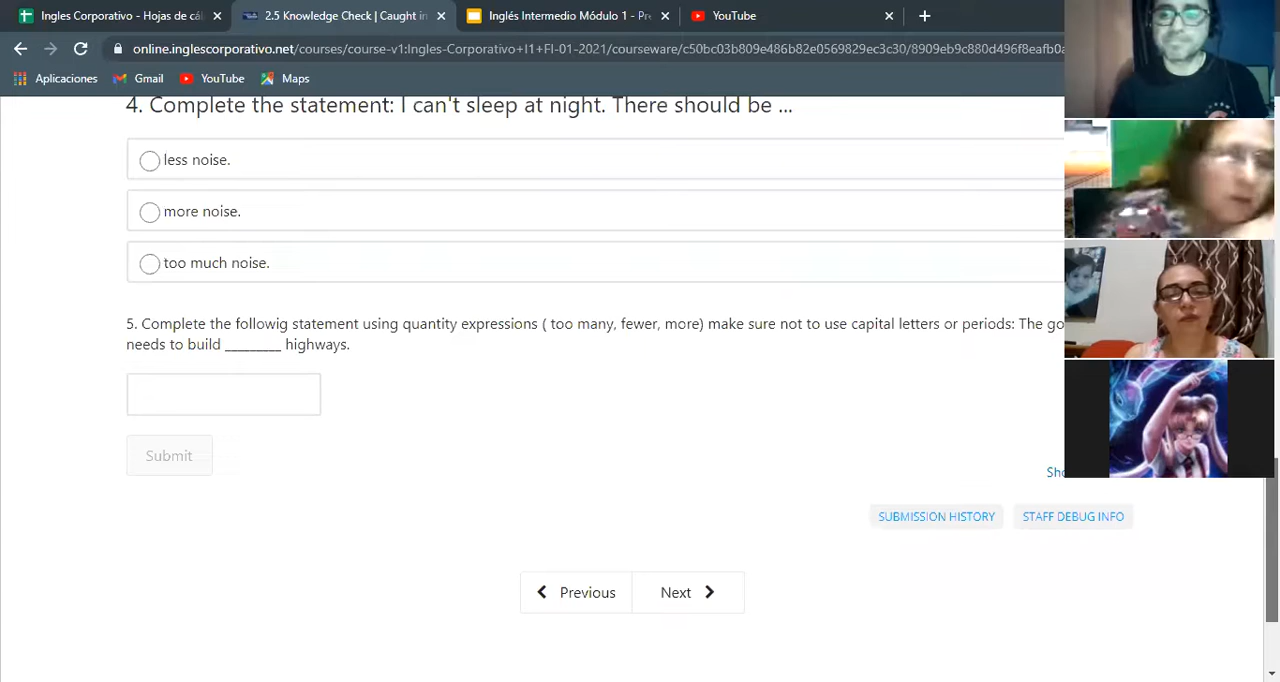 Ingles Corporativo - Hojas de cál
2.5 Knowledge Check | Caught in
Inglés Intermedio Módulo 1 - Pre
YouTube
online.inglescorporativo.net/courses/course-v1:Ingles-Corporativo+I1+FI-01-2021/courseware/c50bc03b809e486b82e0569829ec3c30/8909eb9c880d496f8eafb0a
Aplicaciones
Gmail
YouTube
Maps
4. Complete the statement: I can't sleep at night. There should be ...
less noise.
more noise.
too much noise.
5. Complete the followig statement using quantity expressions ( too many, fewer, more) make sure not to use capital letters or periods: The go
needs to build ________ highways.
Submit
Sho
SUBMISSION HISTORY
STAFF DEBUG INFO
Previous
Next